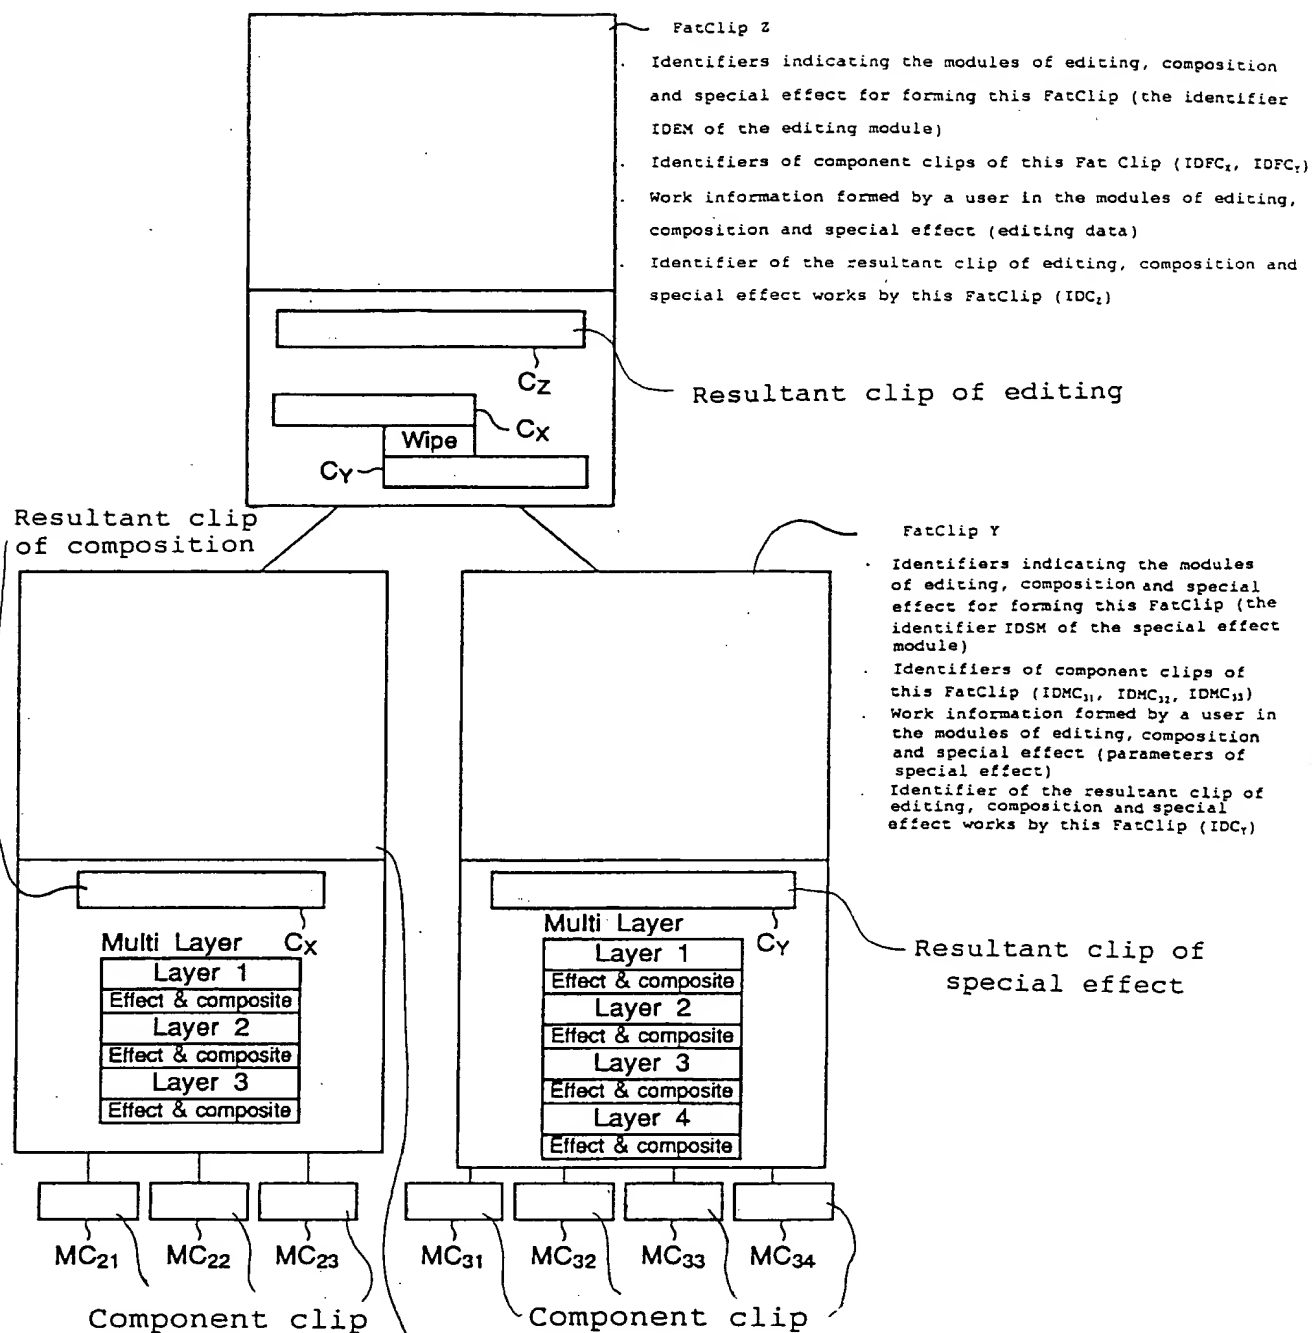 FatClip Z
. Identifiers indicating the modules of editing, composition
and special effect for forming this FatClip (the identifier
IDEM of the editing module)
. Identifiers of component clips of this Fat Clip (IDFCX, IDFCY)
. Work information formed by a user in the modules of editing,
composition and special effect (editing data)
. Identifier of the resultant clip of editing, composition and
special effect works by this FatClip (IDCZ)
CZ
Resultant clip of editing
CX
Wipe
CY
Resultant clip
of composition
FatClip Y
. Identifiers indicating the modules
of editing, composition and special
effect for forming this FatClip (the
identifier IDSM of the special effect
module)
. Identifiers of component clips of
this FatClip (IDMC31, IDMC32, IDMC33)
. Work information formed by a user in
the modules of editing, composition
and special effect (parameters of
special effect)
. Identifier of the resultant clip of
editing, composition and special
effect works by this FatClip (IDCY)
CX
Multi Layer
Layer 1
Effect & composite
Layer 2
Effect & composite
Layer 3
Effect & composite
CY
Multi Layer
Layer 1
Effect & composite
Layer 2
Effect & composite
Layer 3
Effect & composite
Layer 4
Effect & composite
Resultant clip of
special effect
MC21
MC22
MC23
MC31
MC32
MC33
MC34
Component clip
Component clip